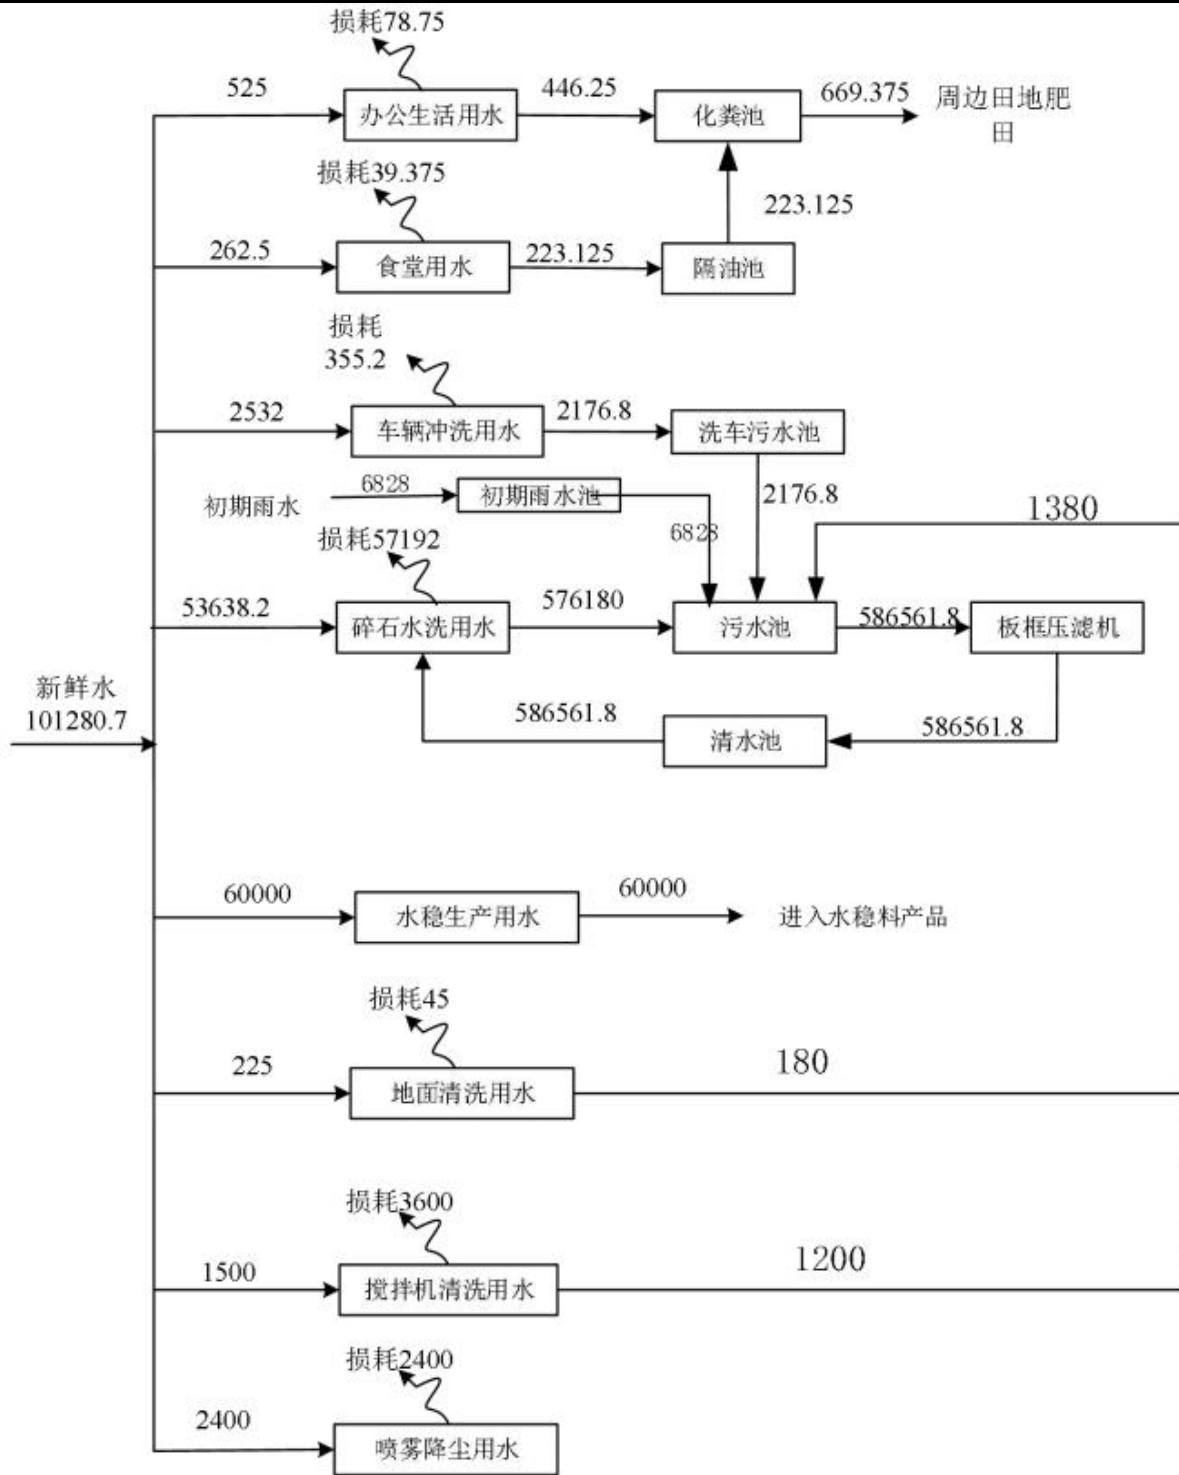 损耗78.75
525
办公生活用水
446.25
化粪池
669.375
周边田地肥
田
损耗39.375
223.125
262.5
食堂用水
223.125
隔油池
损耗
355.2
2532
车辆冲洗用水
2176.8
洗车污水池
初期雨水
6828
初期雨水池
6828
2176.8
1380
损耗57192
53638.2
碎石水洗用水
576180
污水池
586561.8
板框压滤机
新鲜水
101280.7
586561.8
清水池
586561.8
60000
水稳生产用水
60000
进入水稳料产品
损耗45
225
地面清洗用水
180
损耗3600
1500
搅拌机清洗用水
1200
损耗2400
2400
喷雾降尘用水